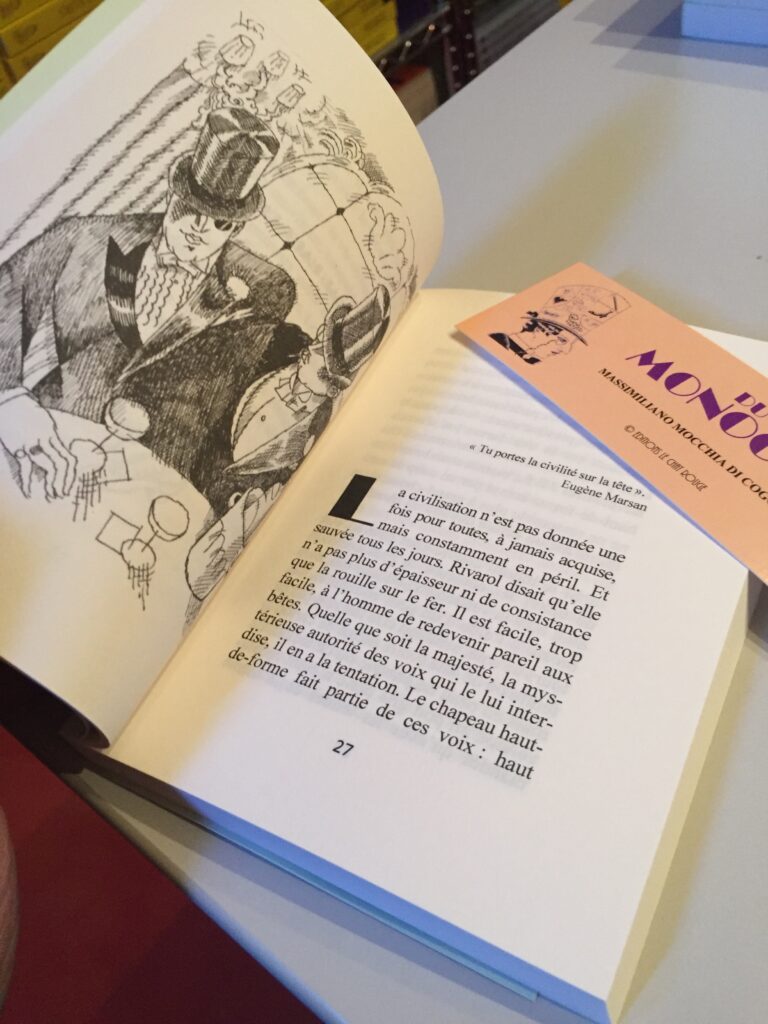 « Tu portes la civilité sur la tête ».
Eugène Marsan
La civilisation n'est pas donnée une
fois pour toutes, à jamais acquise,
mais constamment en péril. Et
sauvée tous les jours. Rivarol disait qu'elle
n'a pas plus d'épaisseur ni de consistance
que la rouille sur le fer. Il est facile, trop
facile, à l'homme de redevenir pareil aux
bêtes. Quelle que soit la majesté, la mys-
térieuse autorité des voix qui le lui inter-
dise, il en a la tentation. Le chapeau haut-
de-forme fait partie de ces voix : haut
27
DU
MONOC
MASSIMILIANO MOCCHIA DI COG
© EDITIONS LE CHAT ROUGE